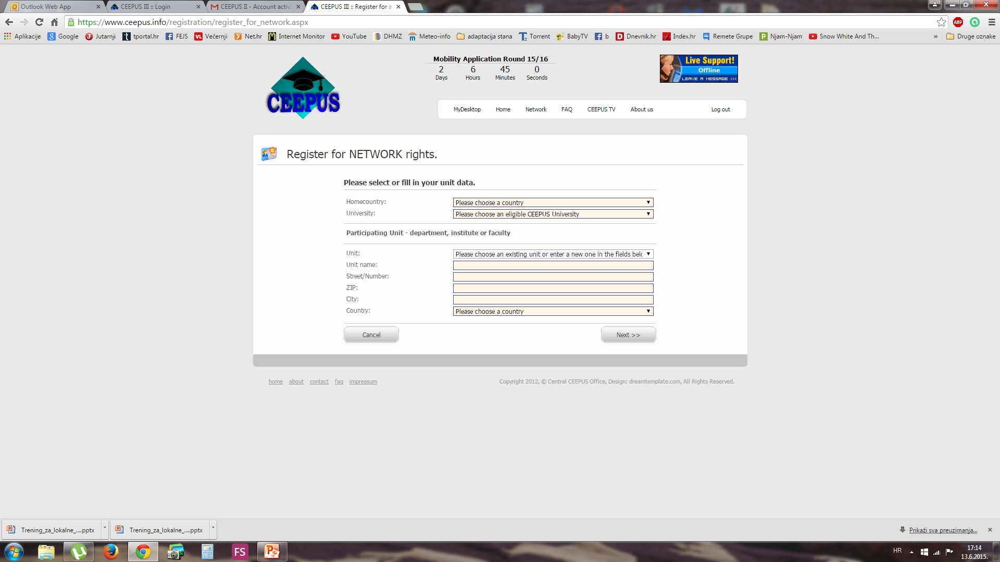 Outlook Web App
CEEPUS III :: Login
CEEPUS II - Account activa
CEEPUS III :: Register for a
https://www.ceepus.info/registration/register_for_network.aspx
ABP
Aplikacije
Google
Jutarnji
tportal.hr
FEJS
Večernji
Net.hr
Internet Monitor
YouTube
DHMZ
Meteo-info
adaptacija stana
Torrent
BabyTV
b
Dnevnik.hr
Index.hr
Remete Grupe
Njam-Njam
Snow White And Th...
»
Druge oznake
CEEPUS
Mobility Application Round 15/16
2 6 45 0
Days Hours Minutes Seconds
Live Support!
Offline
LEAVE A MESSAGE <<<
MyDesktop Home Network FAQ CEEPUS TV About us Log out
Register for NETWORK rights.
Please select or fill in your unit data.
Homecountry: Please choose a country
University: Please choose an eligible CEEPUS University
Participating Unit - department, institute or faculty
Unit: Please choose an existing unit or enter a new one in the fields belo
Unit name:
Street/Number:
ZIP:
City:
Country: Please choose a country
Cancel Next >>
home about contact faq impressum
Copyright 2012, © Central CEEPUS Office, Design: dreamtemplate.com, All Rights Reserved.
Trening_za_lokalne_....pptx
Trening_za_lokalne_....pptx
Prikaži sva preuzimanja...
FS
HR
17:14
13.6.2015.